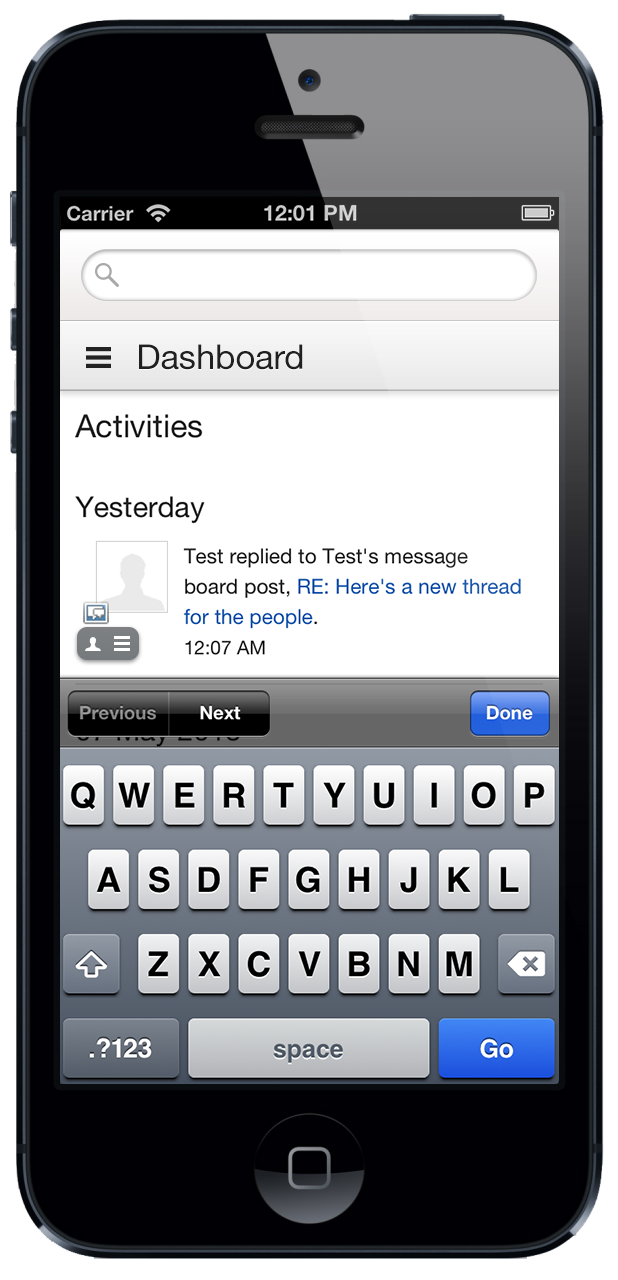 Carrier 12:01 PM
Dashboard
Activities
Yesterday
Test replied to Test's message
board post, RE: Here's a new thread
for the people.
12:07 AM
Previous Next Done
Q W E R T Y U I O P
A S D F G H J K L
Z X C V B N M
.?123 space Go